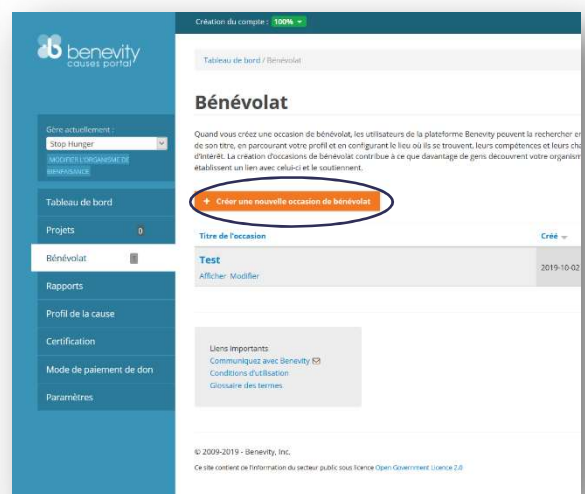 Création du compte : 100%
benevity
causes portal
Tableau de bord / Bénévolat
Bénévolat
Gère actuellement :
Stop Hunger
MODIFIER L'ORGANISME DE
BIENFAISANCE
Quand vous créez une occasion de bénévolat, les utilisateurs de la plateforme Benevity peuvent la rechercher en
de son titre, en parcourant votre profil et en configurant le lieu où ils se trouvent, leurs compétences et leurs cha
d'intérêt. La création d'occasions de bénévolat contribue à ce que davantage de gens découvrent votre organism
établissent un lien avec celui-ci et le soutiennent.
Tableau de bord
Projets 0
Bénévolat
Rapports
Profil de la cause
Certification
Mode de paiement de don
Paramètres
+ Créer une nouvelle occasion de bénévolat
Titre de l'occasion Créé
Test
Afficher Modifier
2019-10-02
Liens importants
Communiquez avec Benevity
Conditions d'utilisation
Glossaire des termes
© 2009-2019 - Benevity, Inc.
Ce site contient de l'information du secteur public sous licence Open Government Licence 2.0